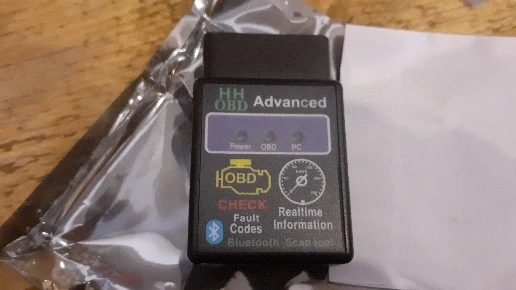 HH
OBD
Advanced
Power OBD PC
OBD
CHECK
Fault
Codes
Realtime
Information
Bluetooth Scan tool